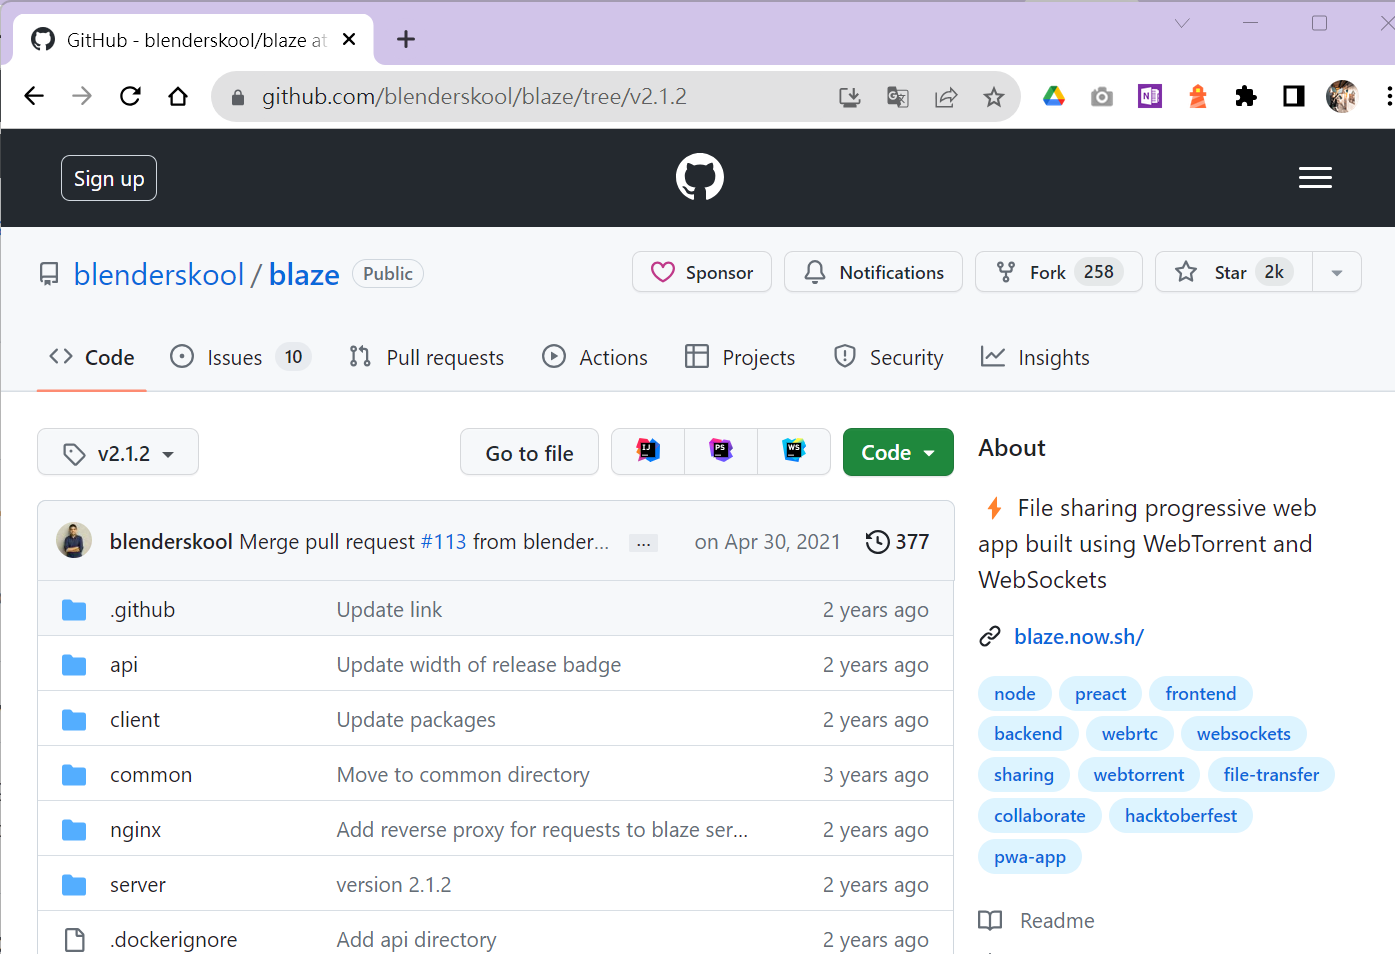 GitHub - blenderskool/blaze at
github.com/blenderskool/blaze/tree/v2.1.2
Sign up
blenderskool / blaze Public
Sponsor Notifications Fork 258 Star 2k
Code Issues 10 Pull requests Actions Projects Security Insights
v2.1.2 Go to file IJ PS WS Code
blenderskool Merge pull request #113 from blender... ... on Apr 30, 2021 377
.github Update link 2 years ago
api Update width of release badge 2 years ago
client Update packages 2 years ago
common Move to common directory 3 years ago
nginx Add reverse proxy for requests to blaze ser... 2 years ago
server version 2.1.2 2 years ago
.dockerignore Add api directory 2 years ago
About
File sharing progressive web
app built using WebTorrent and
WebSockets
blaze.now.sh/
node preact frontend
backend webrtc websockets
sharing webtorrent file-transfer
collaborate hacktoberfest
pwa-app
Readme